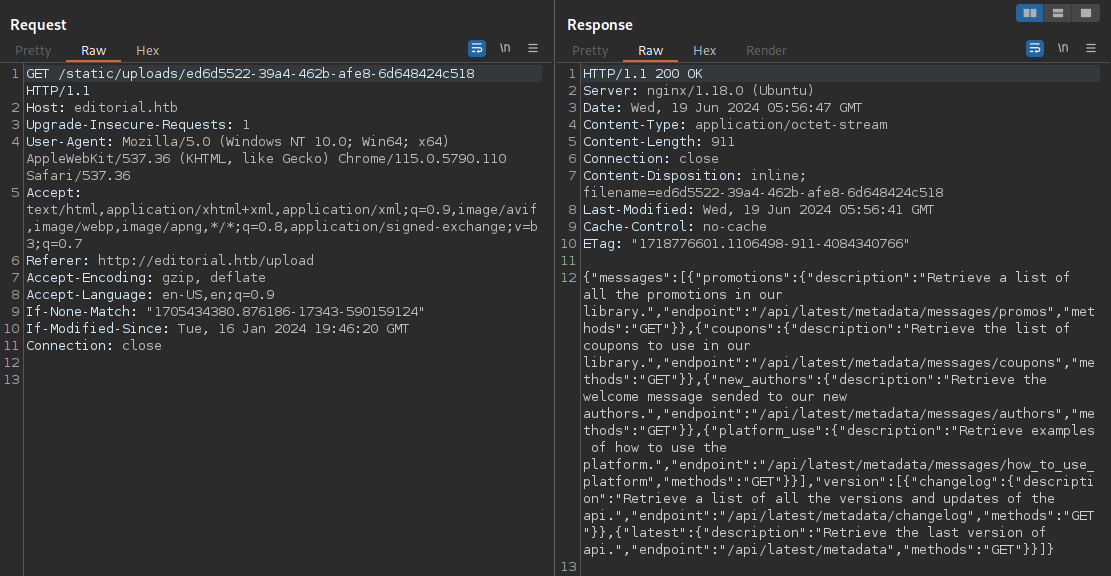 Request
Pretty Raw Hex \n
1 GET /static/uploads/ed6d5522-39a4-462b-afe8-6d648424c518
HTTP/1.1
2 Host: editorial.htb
3 Upgrade-Insecure-Requests: 1
4 User-Agent: Mozilla/5.0 (Windows NT 10.0; Win64; x64)
AppleWebKit/537.36 (KHTML, like Gecko) Chrome/115.0.5790.110
Safari/537.36
5 Accept:
text/html,application/xhtml+xml,application/xml;q=0.9,image/avif
,image/webp,image/apng,*/*;q=0.8,application/signed-exchange;v=b
3;q=0.7
6 Referer: http://editorial.htb/upload
7 Accept-Encoding: gzip, deflate
8 Accept-Language: en-US,en;q=0.9
9 If-None-Match: "1705434380.876186-17343-590159124"
10 If-Modified-Since: Tue, 16 Jan 2024 19:46:20 GMT
11 Connection: close
12
13
Response
Pretty Raw Hex Render \n
1 HTTP/1.1 200 OK
2 Server: nginx/1.18.0 (Ubuntu)
3 Date: Wed, 19 Jun 2024 05:56:47 GMT
4 Content-Type: application/octet-stream
5 Content-Length: 911
6 Connection: close
7 Content-Disposition: inline;
filename=ed6d5522-39a4-462b-afe8-6d648424c518
8 Last-Modified: Wed, 19 Jun 2024 05:56:41 GMT
9 Cache-Control: no-cache
10 ETag: "1718776601.1106498-911-4084340766"
11
12 {"messages":[{"promotions":{"description":"Retrieve a list of
all the promotions in our
library.","endpoint":"/api/latest/metadata/messages/promos","met
hods":"GET"}},{"coupons":{"description":"Retrieve the list of
coupons to use in our
library.","endpoint":"/api/latest/metadata/messages/coupons","me
thods":"GET"}},{"new_authors":{"description":"Retrieve the
welcome message sended to our new
authors.","endpoint":"/api/latest/metadata/messages/authors","me
thods":"GET"}},{"platform_use":{"description":"Retrieve examples
of how to use the
platform.","endpoint":"/api/latest/metadata/messages/how_to_use_
platform","methods":"GET"}}],"version":[{"changelog":{"descripti
on":"Retrieve a list of all the versions and updates of the
api.","endpoint":"/api/latest/metadata/changelog","methods":"GET
"}},{"latest":{"description":"Retrieve the last version of
api.","endpoint":"/api/latest/metadata","methods":"GET"}}]}
13